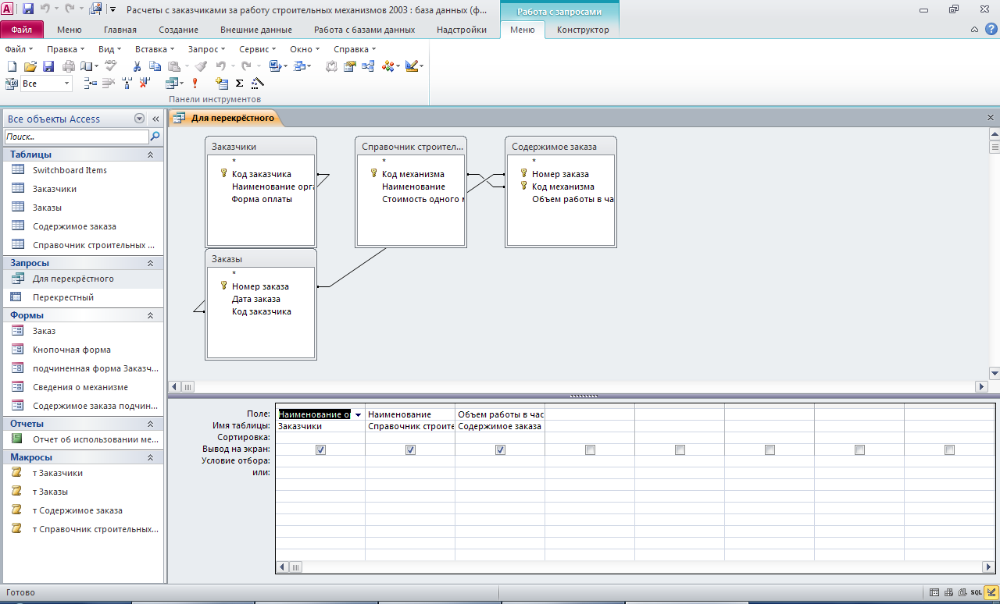 Расчеты с заказчиками за работу строительных механизмов 2003 : база данных (ф...
Работа с запросами
Файл Меню Главная Создание Внешние данные Работа с базами данных Надстройки Меню Конструктор
Файл Правка Вид Вставка Запрос Сервис Окно Справка
Все
Панели инструментов
Все объекты Access
Поиск...
Таблицы
Switchboard Items
Заказчики
Заказы
Содержимое заказа
Справочник строительных ...
Запросы
Для перекрёстного
Перекрестный
Формы
Заказ
Кнопочная форма
подчиненная форма Заказч...
Сведения о механизме
Содержимое заказа подчин...
Отчеты
Отчет об использовании ме...
Макросы
т Заказчики
т Заказы
т Содержимое заказа
т Справочник строительных...
Для перекрёстного
Заказчики
*
Код заказчика
Наименование орга
Форма оплаты
Справочник строител...
*
Код механизма
Наименование
Стоимость одного м
Содержимое заказа
*
Номер заказа
Код механизма
Объем работы в ча
Заказы
*
Номер заказа
Дата заказа
Код заказчика
Поле: Наименование о Наименование Объем работы в час
Имя таблицы: Заказчики Справочник строите Содержимое заказа
Сортировка:
Вывод на экран:
Условие отбора:
или:
Готово
SQL